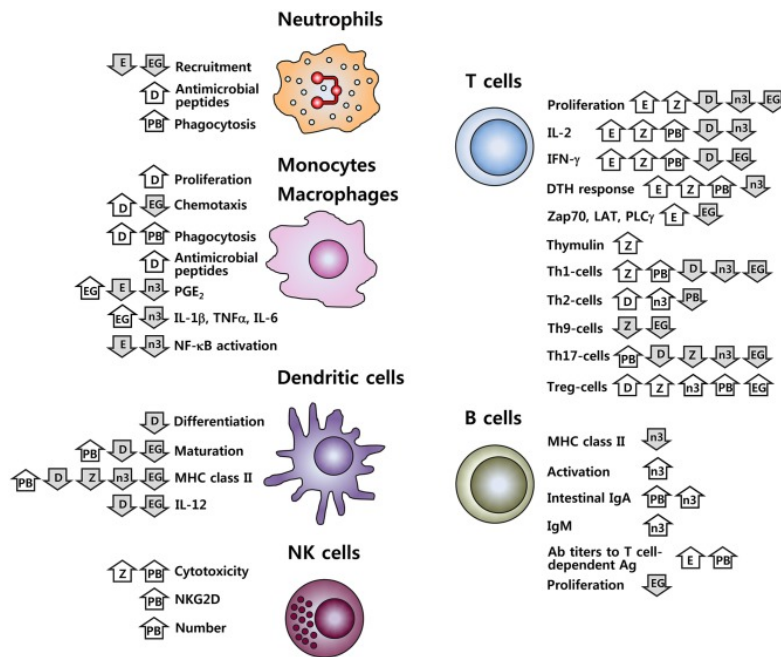 Neutrophils
E EG Recruitment
D Antimicrobial
peptides
PB Phagocytosis
Monocytes
Macrophages
D Proliferation
D EG Chemotaxis
D PB Phagocytosis
D Antimicrobial
peptides
EG E n3 PGE₂
EG n3 IL-1β, TNFα, IL-6
E n3 NF-κB activation
Dendritic cells
D Differentiation
PB D EG Maturation
PB D Z n3 EG MHC class II
D EG IL-12
NK cells
Z PB Cytotoxicity
PB NKG2D
PB Number
T cells
Proliferation E Z D n3 EG
IL-2 E Z PB D n3
IFN-γ E Z PB D EG
DTH response E Z PB n3
Zap70, LAT, PLCγ E EG
Thymulin Z
Th1-cells Z PB D n3 EG
Th2-cells D n3 PB
Th9-cells Z EG
Th17-cells PB D Z n3 EG
Treg-cells D Z n3 PB EG
B cells
MHC class II n3
Activation n3
Intestinal IgA PB n3
IgM n3
Ab titers to T cell-
dependent Ag E PB
Proliferation EG